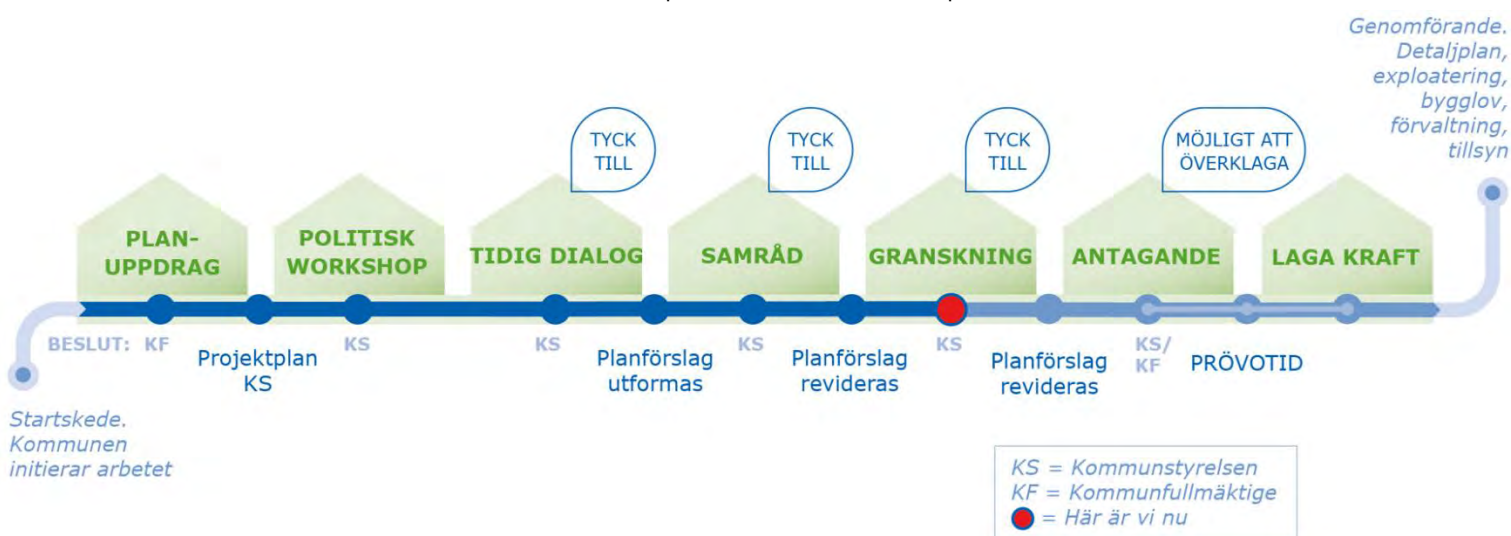 Genomförande.
Detaljplan,
exploatering,
bygglov,
förvaltning,
tillsyn
TYCK
TILL
TYCK
TILL
TYCK
TILL
MÖJLIGT ATT
ÖVERKLAGA
PLAN-
UPPDRAG
POLITISK
WORKSHOP
TIDIG DIALOG
SAMRÅD
GRANSKNING
ANTAGANDE
LAGA KRAFT
BESLUT: KF
Projektplan
KS
KS
KS
Planförslag
utformas
KS
Planförslag
revideras
KS
Planförslag
revideras
KS/
KF
PRÖVOTID
Startskede.
Kommunen
initierar arbetet
KS = Kommunstyrelsen
KF = Kommunfullmäktige
= Här är vi nu